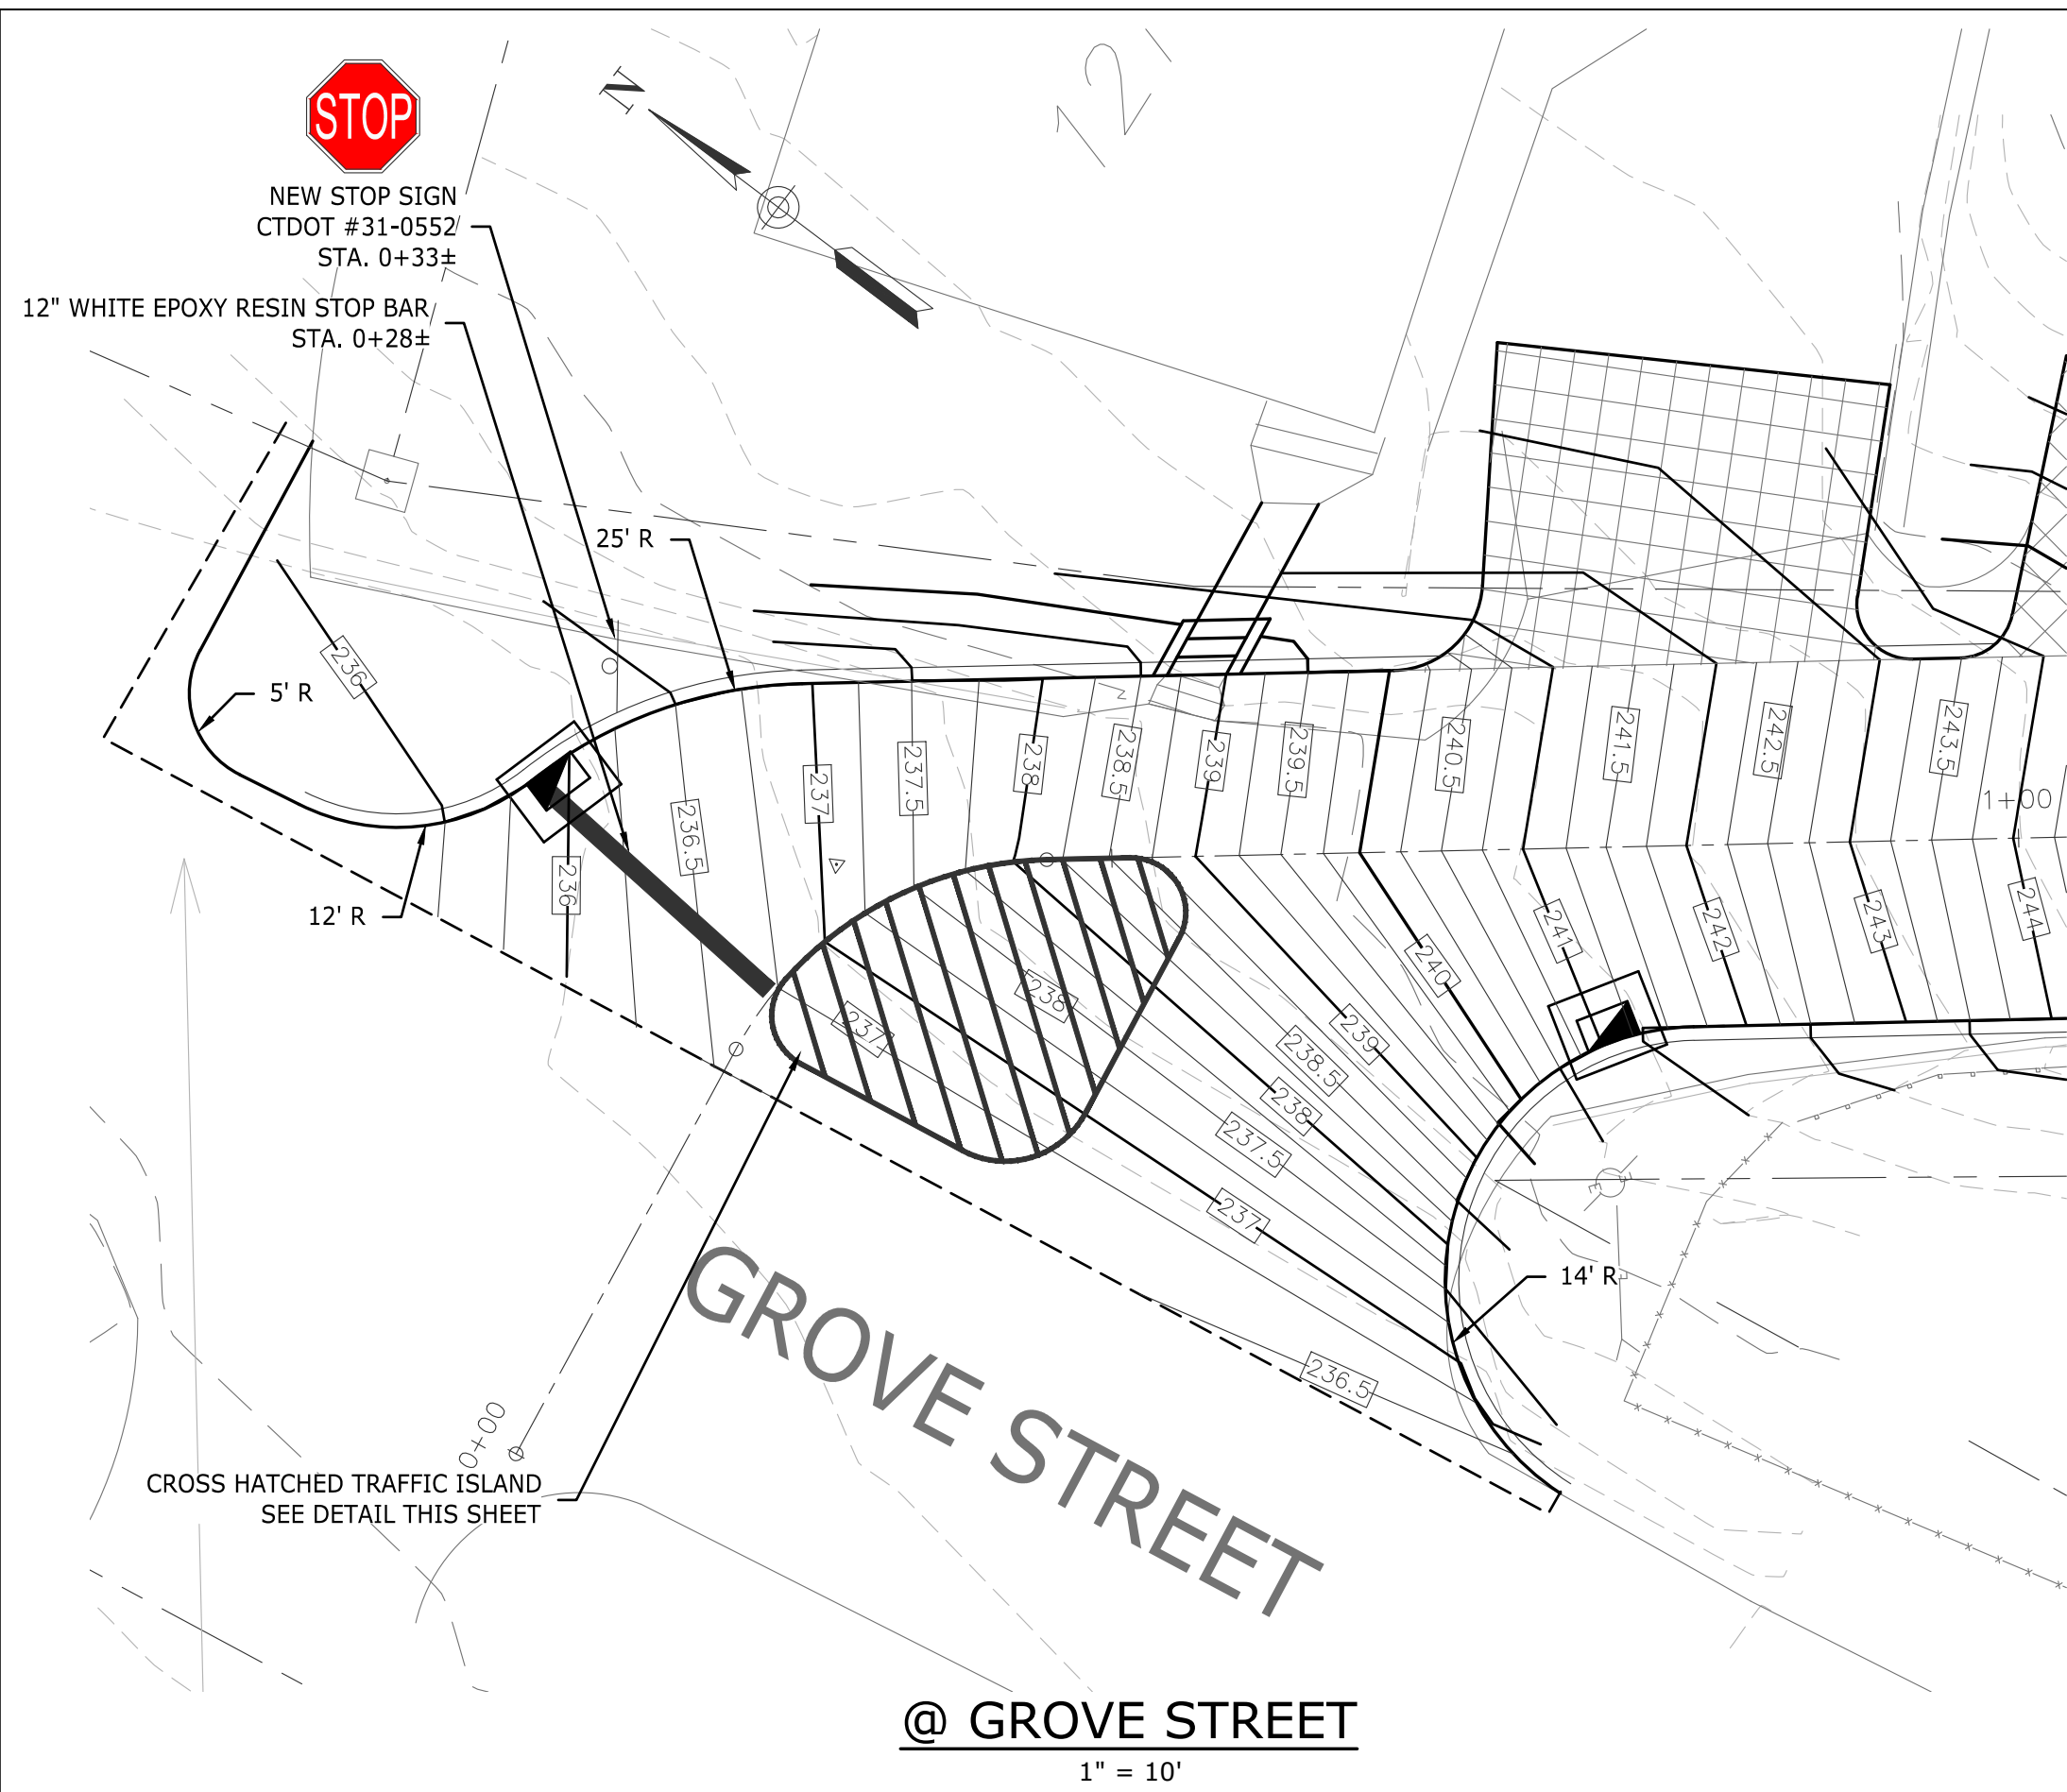 N
12
STOP
NEW STOP SIGN
CTDOT #31-0552
STA. 0+33±
12" WHITE EPOXY RESIN STOP BAR
STA. 0+28±
25' R
236
5' R
12' R
236
236.5
237
237.5
238
238.5
239
239.5
240.5
241.5
242.5
243.5
1+00
237
238
240
241
242
243
244
239
238.5
238
237.5
237
236.5
E
14' R
GROVE STREET
0+00
CROSS HATCHED TRAFFIC ISLAND
SEE DETAIL THIS SHEET
@ GROVE STREET
1" = 10'